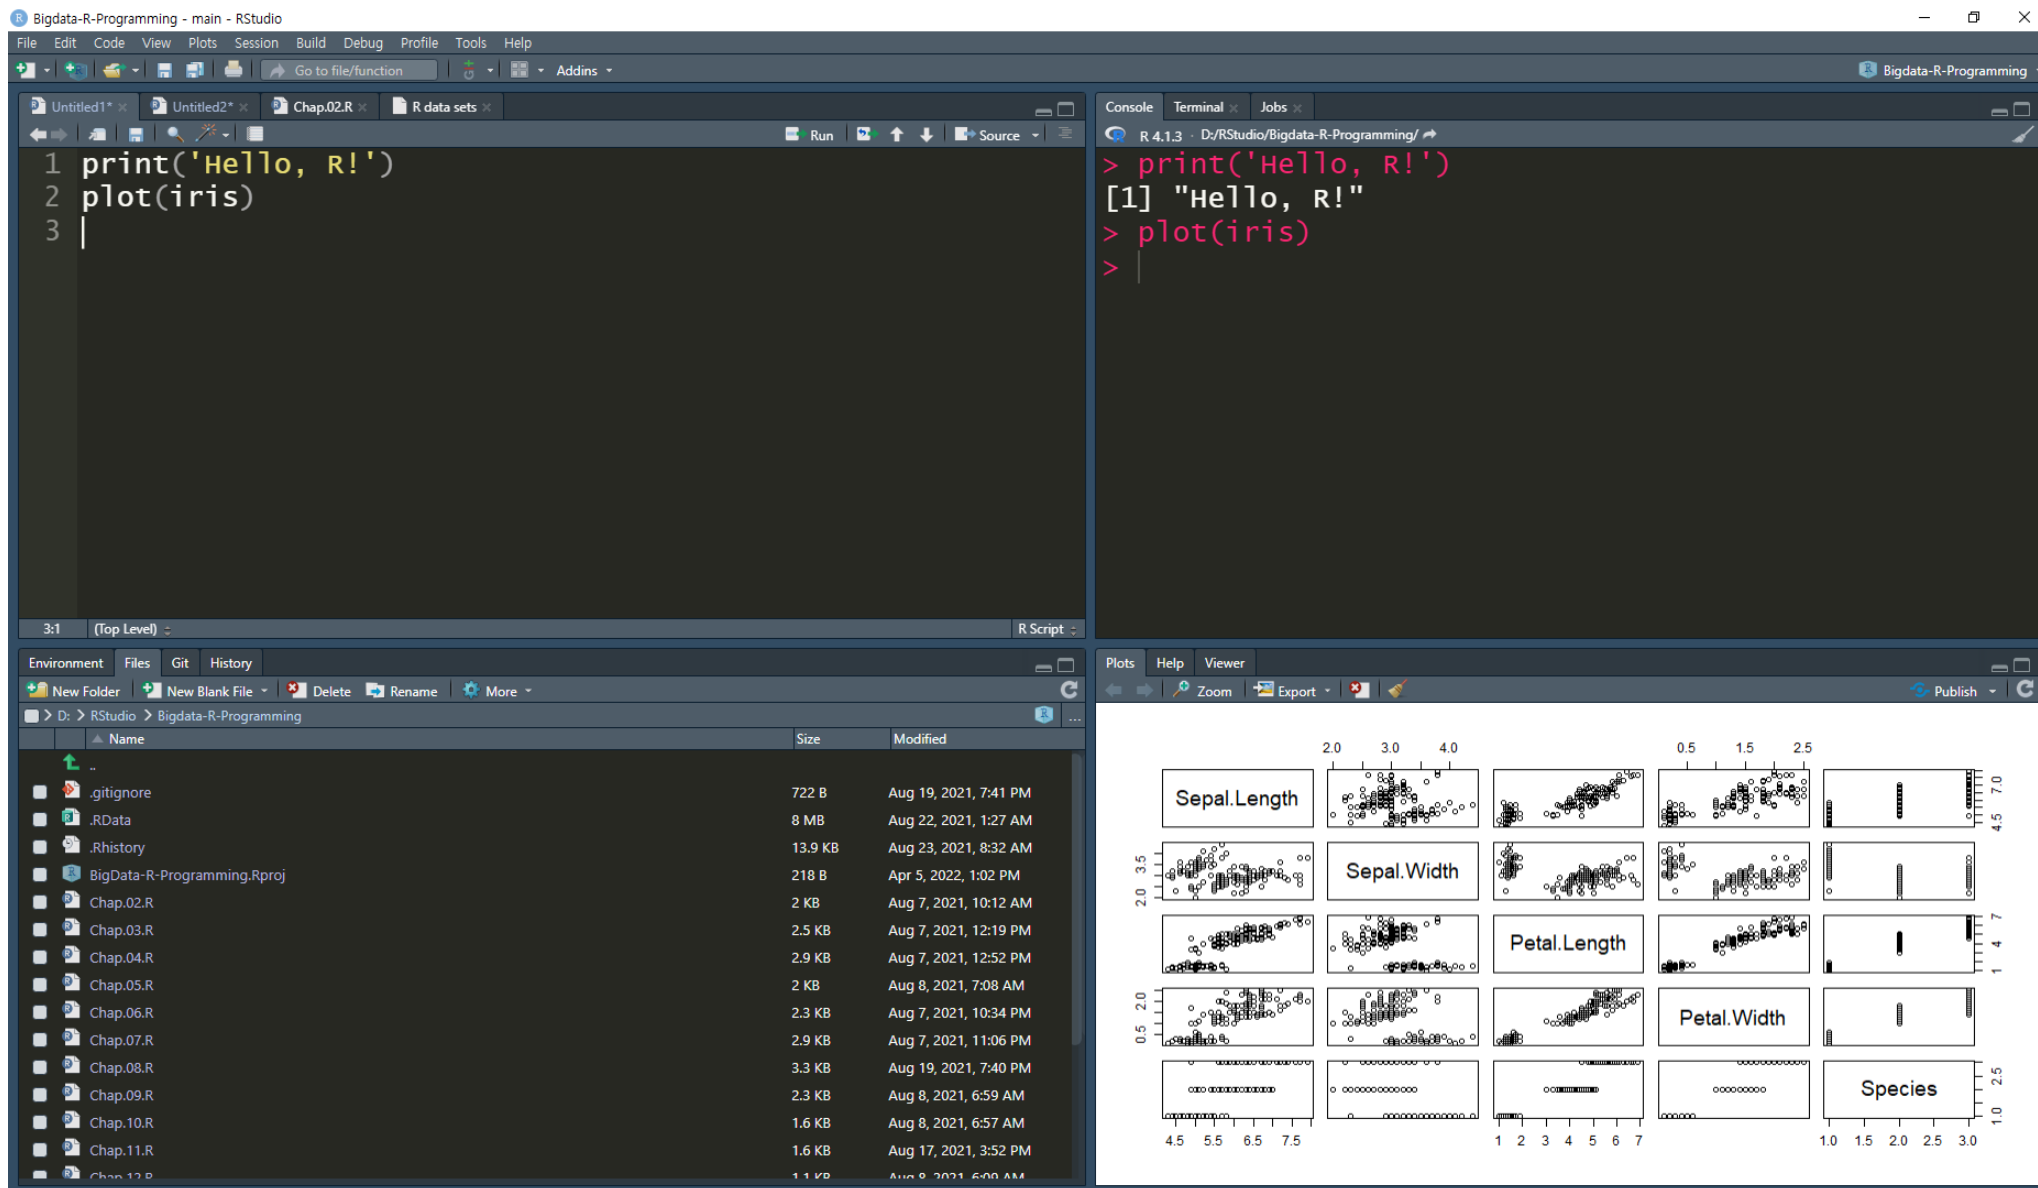 Bigdata-R-Programming - main - RStudio
File Edit Code View Plots Session Build Debug Profile Tools Help
Go to file/function Addins Bigdata-R-Programming
Untitled1* Untitled2* Chap.02.R R data sets
Run Source
1 print('Hello, R!')
2 plot(iris)
3
3:1 (Top Level) R Script
Console Terminal Jobs
R 4.1.3 · D:/RStudio/Bigdata-R-Programming/
> print('Hello, R!')
[1] "Hello, R!"
> plot(iris)
>
Environment Files Git History
New Folder New Blank File Delete Rename More
D: RStudio Bigdata-R-Programming ...
Name Size Modified
..
.gitignore 722 B Aug 19, 2021, 7:41 PM
.RData 8 MB Aug 22, 2021, 1:27 AM
.Rhistory 13.9 KB Aug 23, 2021, 8:32 AM
BigData-R-Programming.Rproj 218 B Apr 5, 2022, 1:02 PM
Chap.02.R 2 KB Aug 7, 2021, 10:12 AM
Chap.03.R 2.5 KB Aug 7, 2021, 12:19 PM
Chap.04.R 2.9 KB Aug 7, 2021, 12:52 PM
Chap.05.R 2 KB Aug 8, 2021, 7:08 AM
Chap.06.R 2.3 KB Aug 7, 2021, 10:34 PM
Chap.07.R 2.9 KB Aug 7, 2021, 11:06 PM
Chap.08.R 3.3 KB Aug 19, 2021, 7:40 PM
Chap.09.R 2.3 KB Aug 8, 2021, 6:59 AM
Chap.10.R 1.6 KB Aug 8, 2021, 6:57 AM
Chap.11.R 1.6 KB Aug 17, 2021, 3:52 PM
Chap.12.R 1.1 KB Aug 8, 2021, 6:09 AM
Plots Help Viewer
Zoom Export Publish
2.0 3.0 4.0 0.5 1.5 2.5
Sepal.Length 4.5 7.0
2.0 3.5 Sepal.Width
Petal.Length 1 4 7
0.5 2.0 Petal.Width
Species 1.0 2.5
4.5 5.5 6.5 7.5 1 2 3 4 5 6 7 1.0 1.5 2.0 2.5 3.0